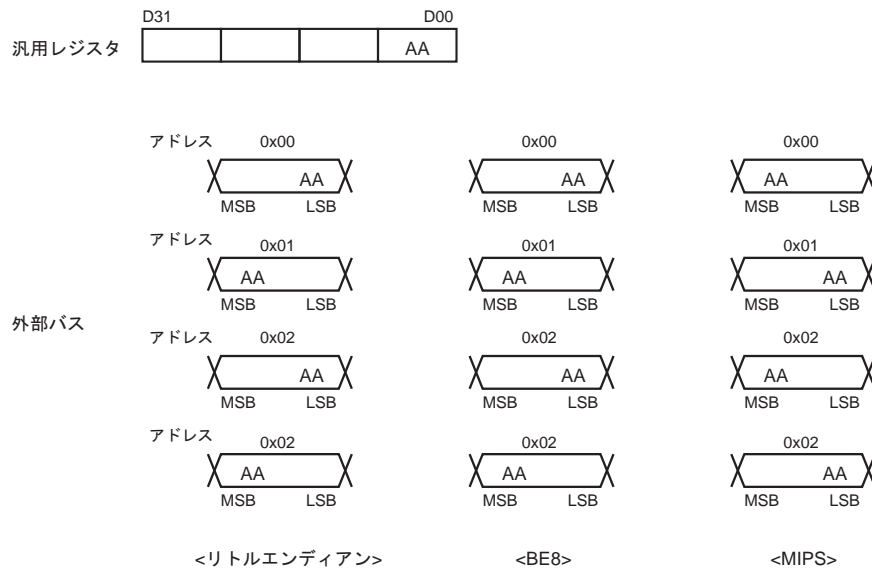 D31 D00
汎用レジスタ AA
アドレス 0x00 0x00 0x00
AA AA AA
MSB LSB MSB LSB MSB LSB
アドレス 0x01 0x01 0x01
AA AA AA
MSB LSB MSB LSB MSB LSB
外部バス
アドレス 0x02 0x02 0x02
AA AA AA
MSB LSB MSB LSB MSB LSB
アドレス 0x02 0x02 0x02
AA AA AA
MSB LSB MSB LSB MSB LSB
<リトルエンディアン> <BE8> <MIPS>